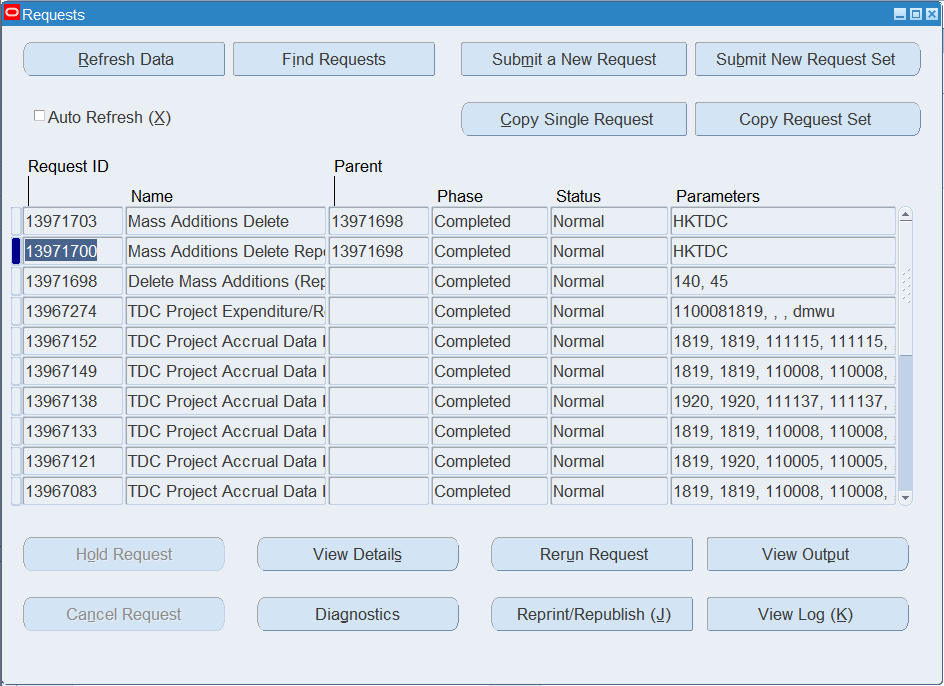 Requests
Refresh Data Find Requests Submit a New Request Submit New Request Set
Auto Refresh (X) Copy Single Request Copy Request Set
Request ID Parent
Name Phase Status Parameters
13971703 Mass Additions Delete 13971698 Completed Normal HKTDC
13971700 Mass Additions Delete Repo 13971698 Completed Normal HKTDC
13971698 Delete Mass Additions (Rep Completed Normal 140, 45
13967274 TDC Project Expenditure/R Completed Normal 1100081819, , , dmwu
13967152 TDC Project Accrual Data Completed Normal 1819, 1819, 111115, 111115, ,
13967149 TDC Project Accrual Data Completed Normal 1819, 1819, 110008, 110008, ,
13967138 TDC Project Accrual Data Completed Normal 1920, 1920, 111137, 111137, ,
13967133 TDC Project Accrual Data Completed Normal 1819, 1819, 110008, 110008, ,
13967121 TDC Project Accrual Data Completed Normal 1819, 1920, 110005, 110005, ,
13967083 TDC Project Accrual Data Completed Normal 1819, 1819, 110008, 110008, ,
Hold Request View Details Rerun Request View Output
Cancel Request Diagnostics Reprint/Republish (J) View Log (K)